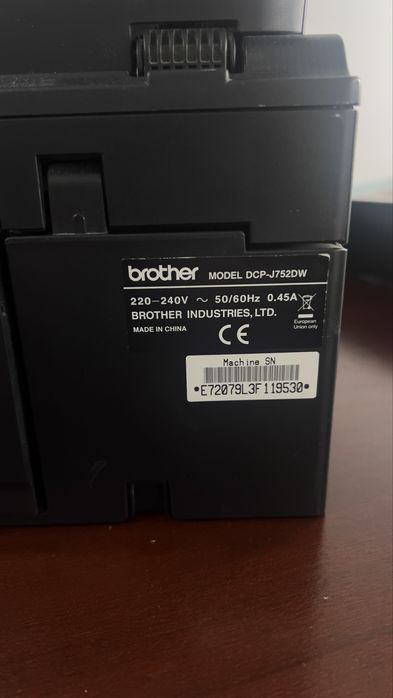 brother MODEL DCP-J752DW
220–240V ~ 50/60Hz 0.45A
BROTHER INDUSTRIES, LTD.
MADE IN CHINA
CE
European
Union only
Machine SN
*E72079L3F119530*